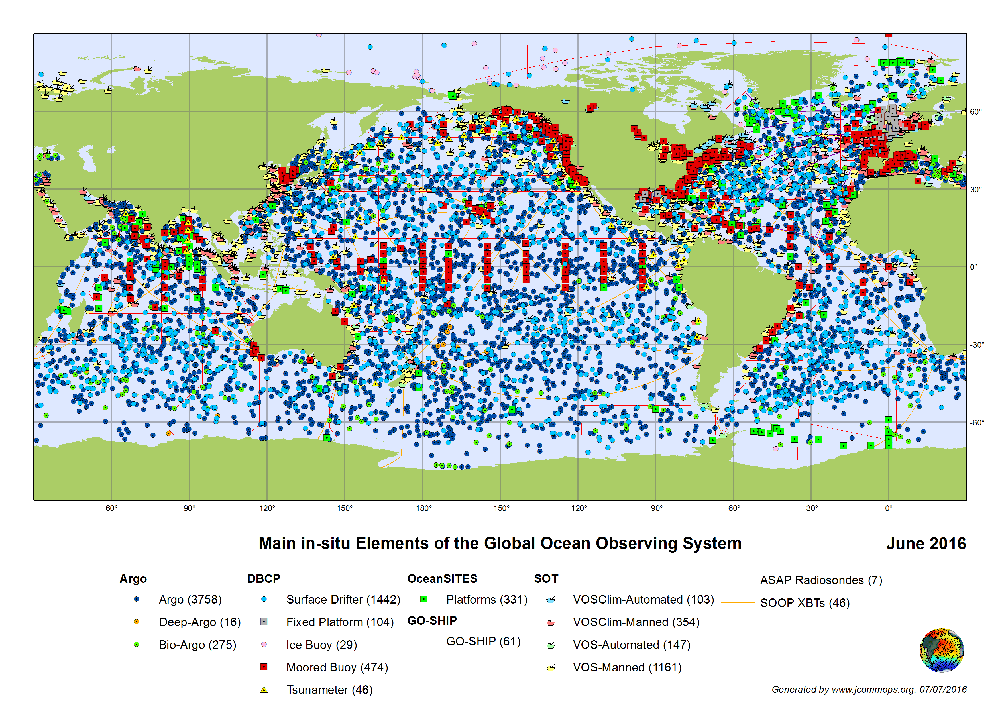 60°
30°
0°
-30°
-60°
60° 90° 120° 150° -180° -150° -120° -90° -60° -30° 0°
Main in-situ Elements of the Global Ocean Observing System
June 2016
Argo
Argo (3758)
Deep-Argo (16)
Bio-Argo (275)
DBCP
Surface Drifter (1442)
Fixed Platform (104)
Ice Buoy (29)
Moored Buoy (474)
Tsunameter (46)
OceanSITES
Platforms (331)
GO-SHIP
GO-SHIP (61)
SOT
VOSClim-Automated (103)
VOSClim-Manned (354)
VOS-Automated (147)
VOS-Manned (1161)
ASAP Radiosondes (7)
SOOP XBTs (46)
Generated by www.jcommops.org, 07/07/2016